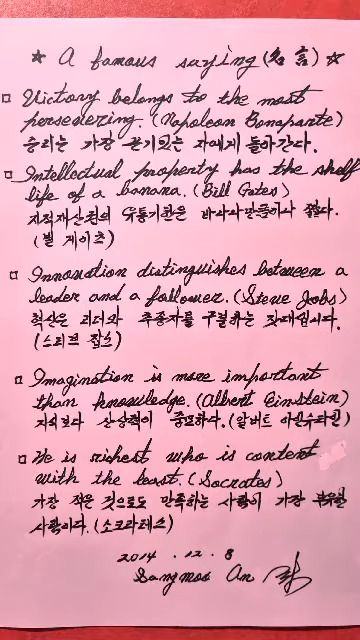 ☆ A famous saying (名言) ☆
□ Victory belongs to the most
persevering. (Napoleon Bonaparte)
승리는 가장 끈기있는 자에게 돌아간다.
□ Intellectual property has the shelf
life of a banana. (Bill Gates)
지적재산권의 유통기한은 바나나만큼이나 짧다.
(빌 게이츠)
□ Innovation distinguishes between a
leader and a follower. (Steve Jobs)
혁신은 리더와 추종자를 구별하는 잣대입니다.
(스티브 잡스)
□ Imagination is more important
than knowledge. (Albert Einstein)
지식보다 상상력이 중요하다. (알버트 아인슈타인)
□ He is richest who is content
with the least. (Socrates)
가장 적은 것으로도 만족하는 사람이 가장 부유한
사람이다. (소크라테스)
2014 . 12. 8
Sangmoo An